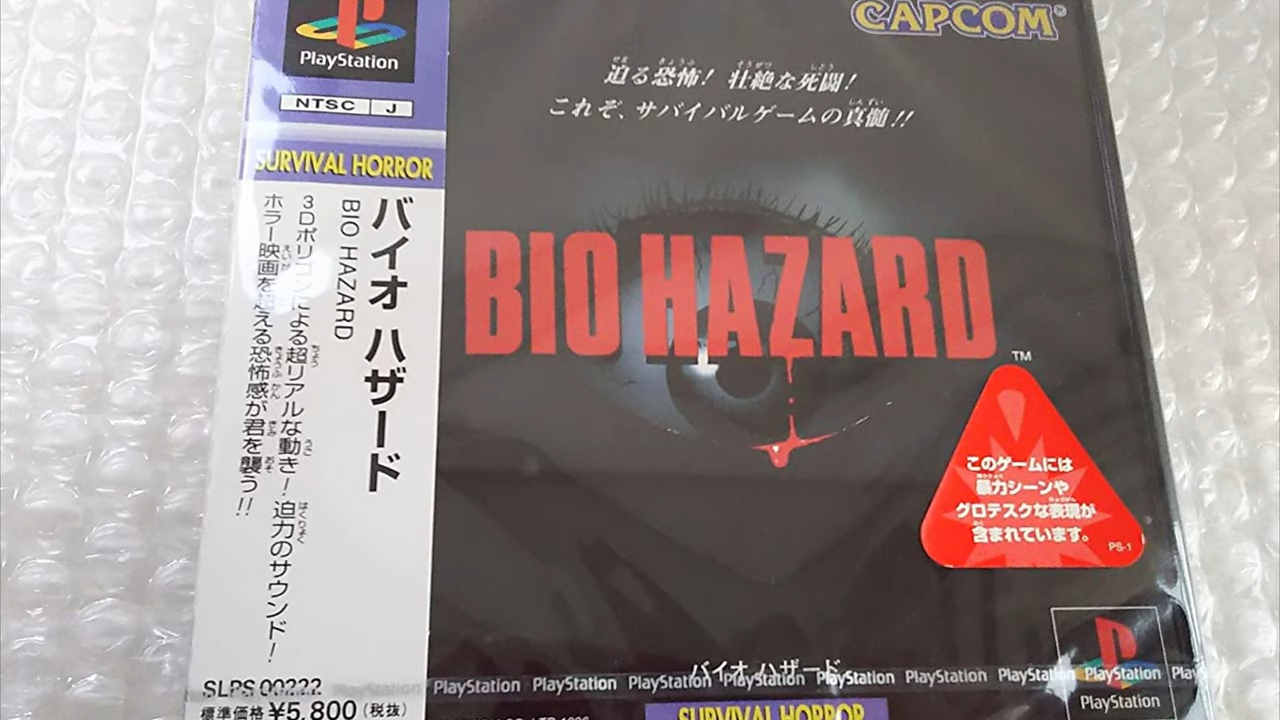 PlayStation
NTSC J
SURVIVAL HORROR
バイオ ハザード
BIO HAZARD
3Dポリゴンによる超リアルな動き!迫力のサウンド!
ホラー映画を超える恐怖感が君を襲う!!
SLPS 00222
標準価格 ¥5,800(税抜)
CAPCOM®
迫る恐怖! 壮絶な死闘!
これぞ、サバイバルゲームの真髄!!
BIO HAZARD
TM
このゲームには
暴力シーンや
グロテスクな表現が
含まれています。
PS-1
バイオ ハザード
PlayStation PlayStation PlayStation PlayStation PlayStation PlayStation PlayStation PlayStation
PlayStation
SURVIVAL HORROR